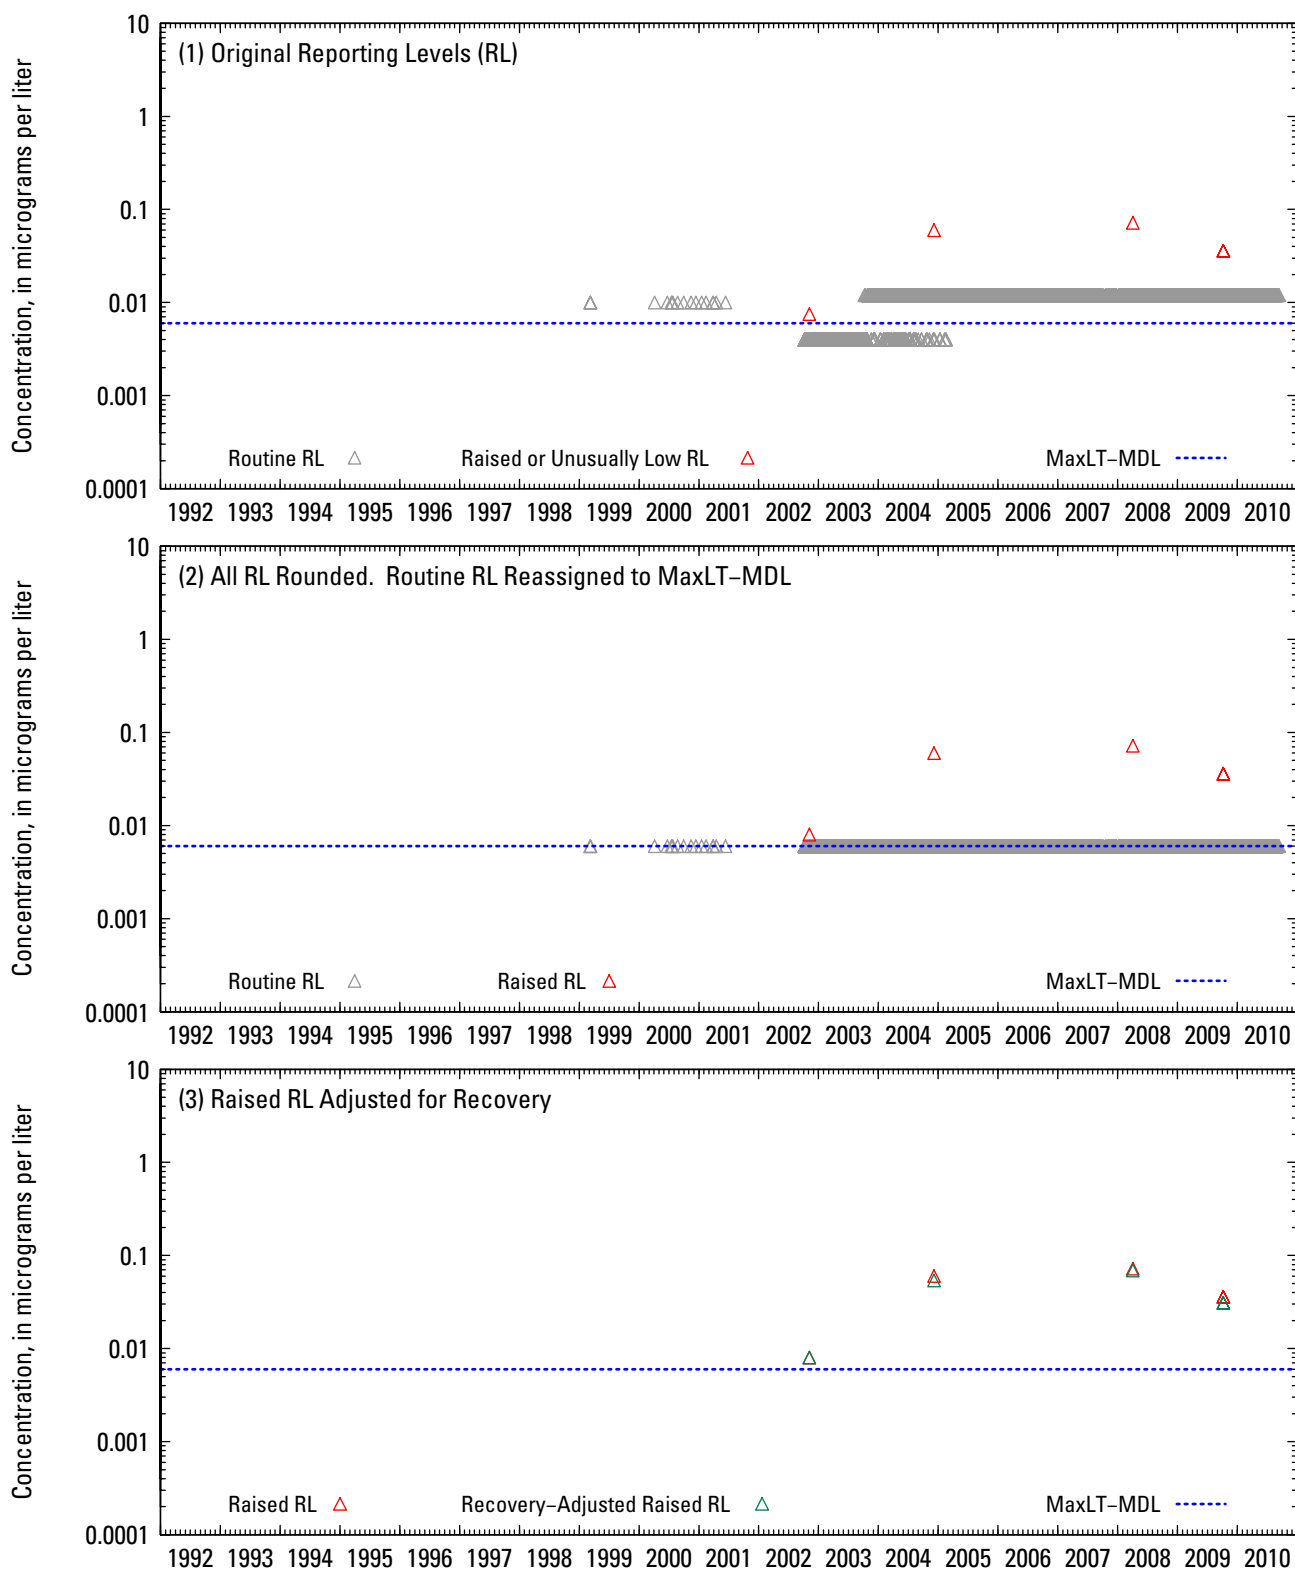 10
(1) Original Reporting Levels (RL)
1
0.1
0.01
0.001
0.0001
Concentration, in micrograms per liter
Routine RL
Raised or Unusually Low RL
MaxLT−MDL
1992 1993 1994 1995 1996 1997 1998 1999 2000 2001 2002 2003 2004 2005 2006 2007 2008 2009 2010
10
(2) All RL Rounded. Routine RL Reassigned to MaxLT−MDL
1
0.1
0.01
0.001
0.0001
Concentration, in micrograms per liter
Routine RL
Raised RL
MaxLT−MDL
1992 1993 1994 1995 1996 1997 1998 1999 2000 2001 2002 2003 2004 2005 2006 2007 2008 2009 2010
10
(3) Raised RL Adjusted for Recovery
1
0.1
0.01
0.001
0.0001
Concentration, in micrograms per liter
Raised RL
Recovery−Adjusted Raised RL
MaxLT−MDL
1992 1993 1994 1995 1996 1997 1998 1999 2000 2001 2002 2003 2004 2005 2006 2007 2008 2009 2010